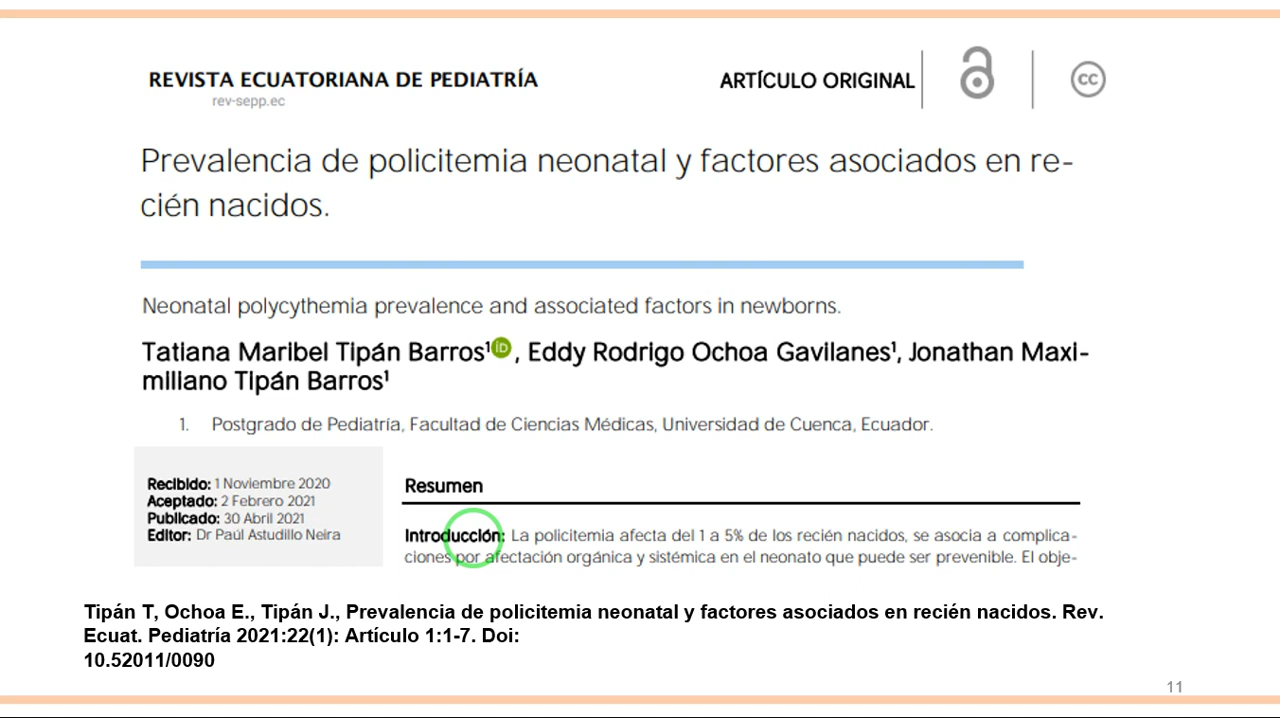 REVISTA ECUATORIANA DE PEDIATRÍA
rev-sepp.ec
ARTÍCULO ORIGINAL
cc
Prevalencia de policitemia neonatal y factores asociados en re-
cién nacidos.
Neonatal polycythemia prevalence and associated factors in newborns.
Tatiana Maribel Tipán Barros¹ iD , Eddy Rodrigo Ochoa Gavilanes¹, Jonathan Maxi-
miliano Tipán Barros¹
1. Postgrado de Pediatría, Facultad de Ciencias Médicas, Universidad de Cuenca, Ecuador.
Recibido: 1 Noviembre 2020
Aceptado: 2 Febrero 2021
Publicado: 30 Abril 2021
Editor: Dr Paúl Astudillo Neira
Resumen
Introducción: La policitemia afecta del 1 a 5% de los recién nacidos, se asocia a complica-
ciones por afectación orgánica y sistémica en el neonato que puede ser prevenible. El obje-
Tipán T, Ochoa E., Tipán J., Prevalencia de policitemia neonatal y factores asociados en recién nacidos. Rev.
Ecuat. Pediatría 2021:22(1): Artículo 1:1-7. Doi:
10.52011/0090
11